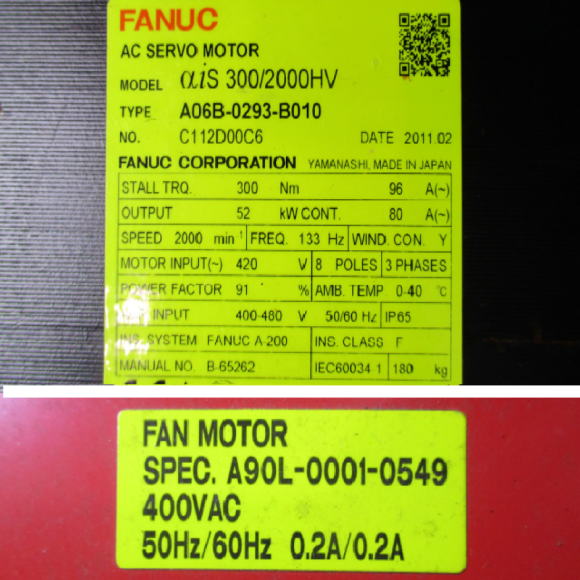 FANUC
AC SERVO MOTOR
MODEL αiS 300/2000HV
TYPE A06B-0293-B010
NO. C112D00C6
DATE 2011.02
FANUC CORPORATION YAMANASHI, MADE IN JAPAN
STALL TRQ. 300 Nm 96 A(~)
OUTPUT 52 kW CONT. 80 A(~)
SPEED 2000 min⁻¹ FREQ. 133 Hz WIND. CON. Y
MOTOR INPUT(~) 420 V 8 POLES 3 PHASES
POWER FACTOR 91 % AMB. TEMP 0-40 ℃
INPUT 400-480 V 50/60 Hz IP65
INS. SYSTEM FANUC A-200 INS. CLASS F
MANUAL NO. B-65262 IEC60034 1 180 kg
FAN MOTOR
SPEC. A90L-0001-0549
400VAC
50Hz/60Hz 0.2A/0.2A